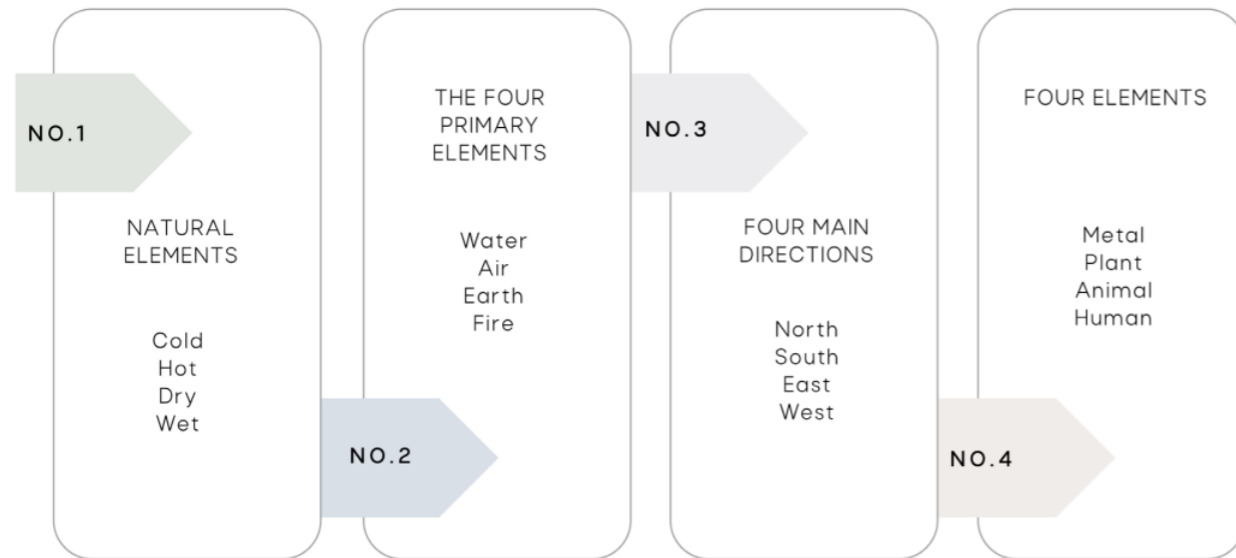 NO.1
NATURAL
ELEMENTS
Cold
Hot
Dry
Wet
NO.2
THE FOUR
PRIMARY
ELEMENTS
Water
Air
Earth
Fire
NO.3
FOUR MAIN
DIRECTIONS
North
South
East
West
NO.4
FOUR ELEMENTS
Metal
Plant
Animal
Human